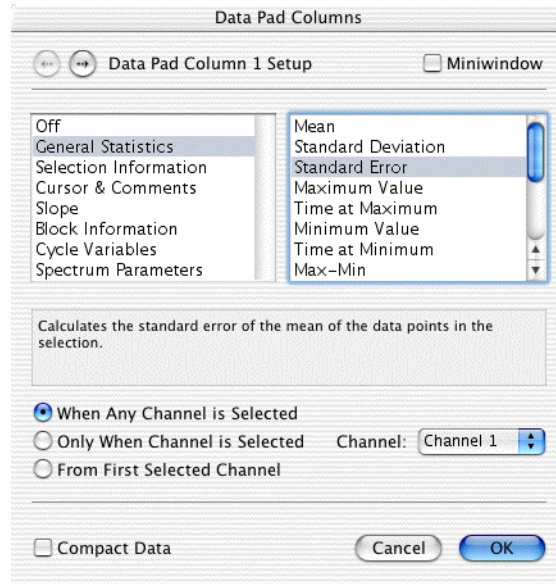 Data Pad Columns
Data Pad Column 1 Setup
Miniwindow
Off
General Statistics
Selection Information
Cursor & Comments
Slope
Block Information
Cycle Variables
Spectrum Parameters
Mean
Standard Deviation
Standard Error
Maximum Value
Time at Maximum
Minimum Value
Time at Minimum
Max-Min
Calculates the standard error of the mean of the data points in the
selection.
When Any Channel is Selected
Only When Channel is Selected
Channel: Channel 1
From First Selected Channel
Compact Data
Cancel
OK